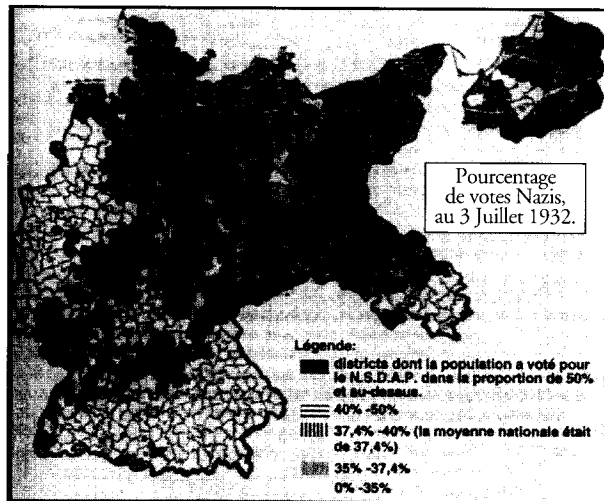 Pourcentage
de votes Nazis,
au 3 Juillet 1932.
Légende:
districts dont la population a voté pour
le N.S.D.A.P. dans la proportion de 50%
et au-dessus.
40% -50%
37,4% -40% (la moyenne nationale était
de 37,4%)
35% -37,4%
0% -35%